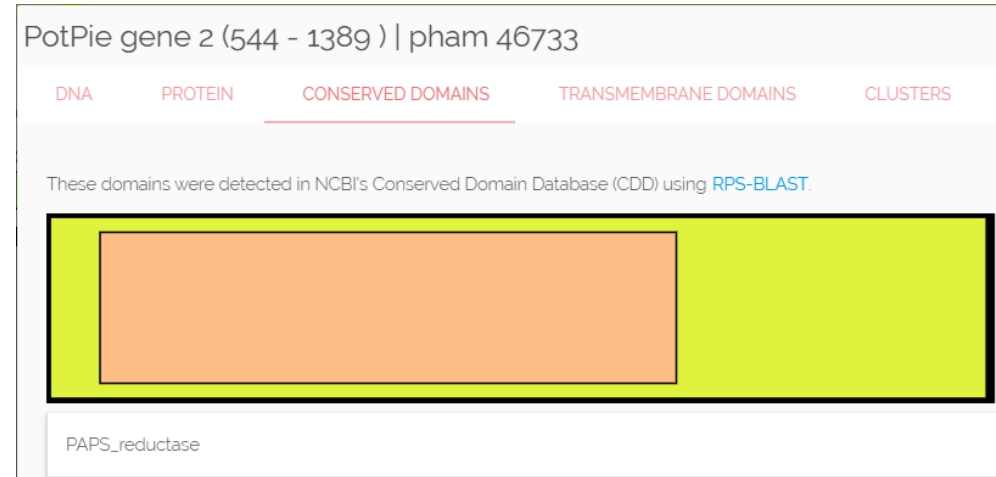 PotPie gene 2 (544 - 1389 ) | pham 46733
DNA PROTEIN CONSERVED DOMAINS TRANSMEMBRANE DOMAINS CLUSTERS
These domains were detected in NCBI's Conserved Domain Database (CDD) using RPS-BLAST.
PAPS_reductase